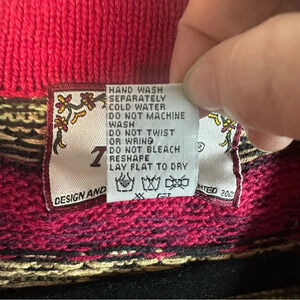 HAND WASH
SEPARATELY
COLD WATER
DO NOT MACHINE
WASH
DO NOT TWIST
OR WRING
DO NOT BLEACH
RESHAPE
LAY FLAT TO DRY
DESIGN AND